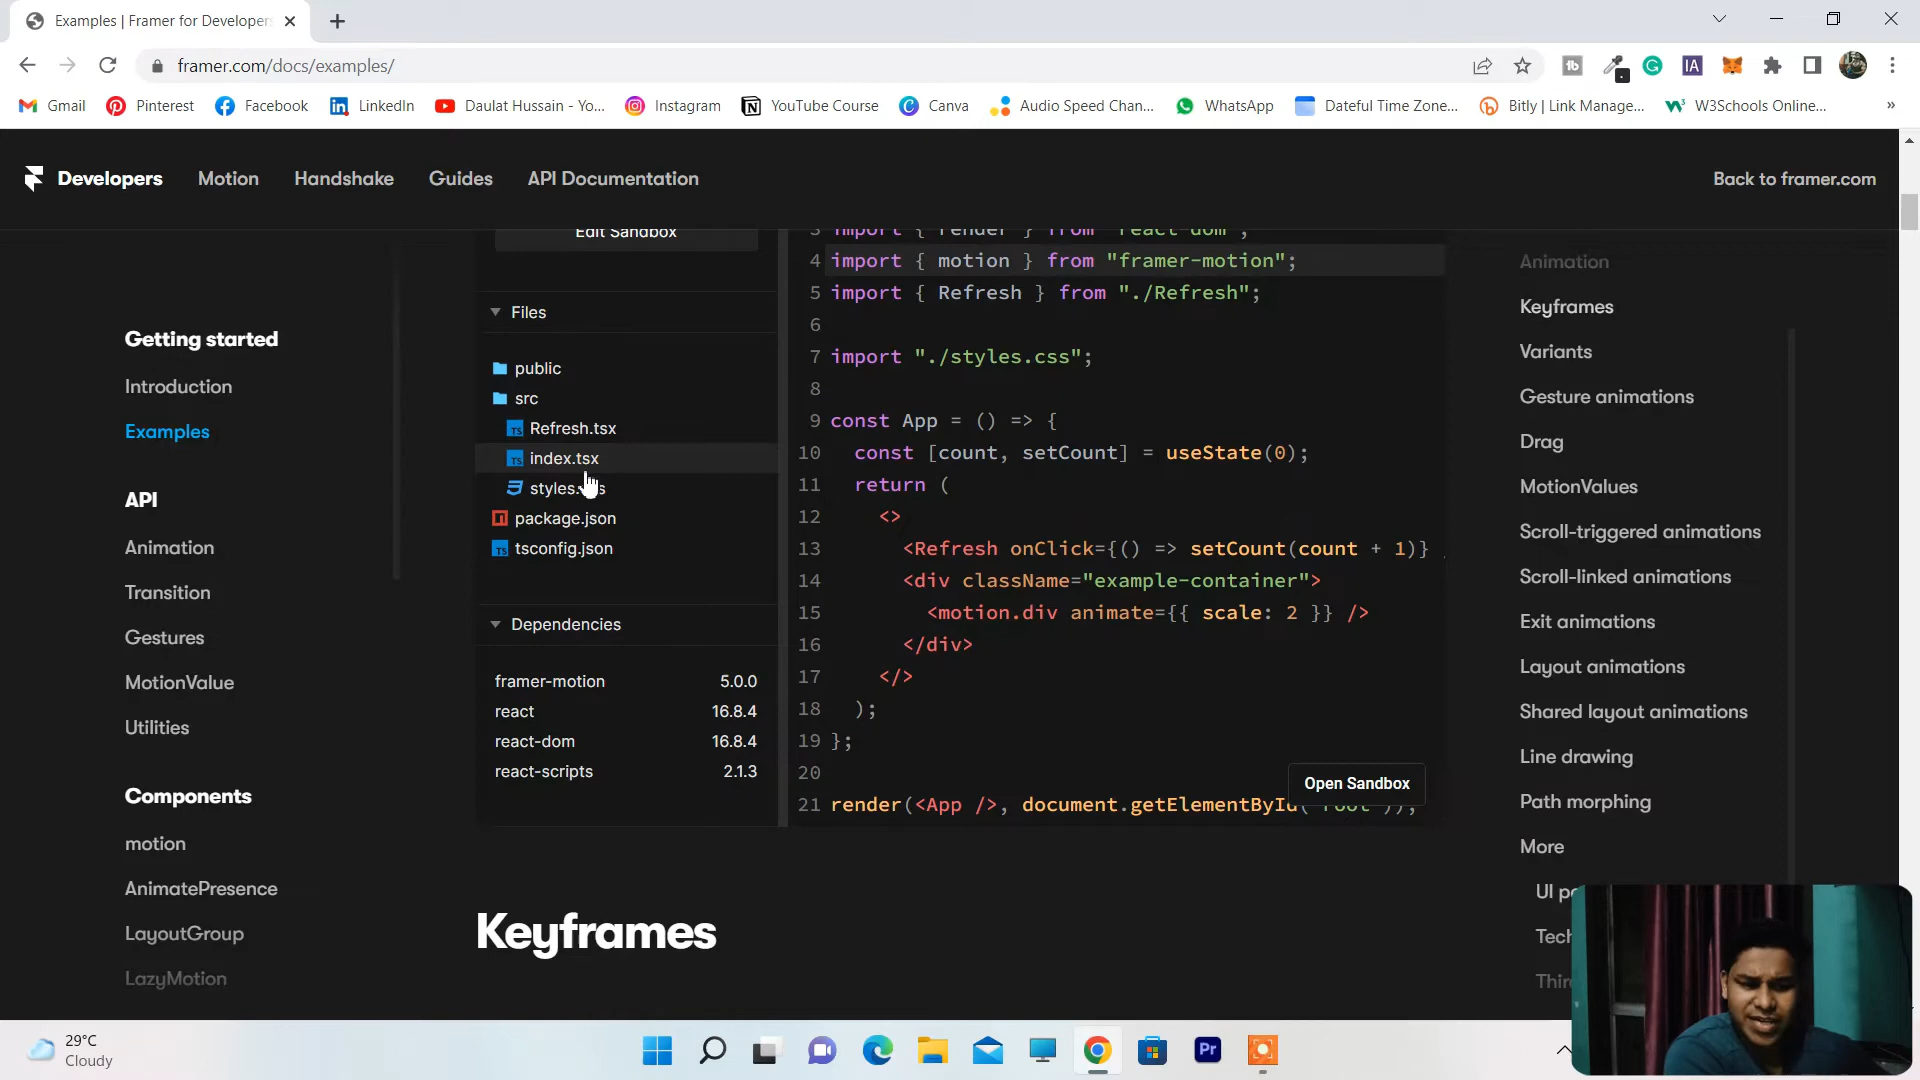 Examples | Framer for Developers
framer.com/docs/examples/
Gmail Pinterest Facebook LinkedIn Daulat Hussain - Yo... Instagram YouTube Course Canva Audio Speed Chan... WhatsApp Dateful Time Zone... Bitly | Link Manage... W3Schools Online... »
Developers Motion Handshake Guides API Documentation Back to framer.com
Getting started
Introduction
Examples
API
Animation
Transition
Gestures
MotionValue
Utilities
Components
motion
AnimatePresence
LayoutGroup
LazyMotion
Edit Sandbox
Files
public
src
Refresh.tsx
index.tsx
package.json
tsconfig.json
Dependencies
framer-motion 5.0.0
react 16.8.4
react-dom 16.8.4
react-scripts 2.1.3
3 import { render } from "react-dom";
4 import { motion } from "framer-motion";
5 import { Refresh } from "./Refresh";
6
7 import "./styles.css";
8
9 const App = () => {
10 const [count, setCount] = useState(0);
11 return (
12 <>
13 <Refresh onClick={() => setCount(count + 1)}
14 <div className="example-container">
15 <motion.div animate={{ scale: 2 }} />
16 </div>
17 </>
18 );
19 };
20
21 render(<App />, document.getElementById("root"));
Open Sandbox
Keyframes
Animation
Keyframes
Variants
Gesture animations
Drag
MotionValues
Scroll-triggered animations
Scroll-linked animations
Exit animations
Layout animations
Shared layout animations
Line drawing
Path morphing
More
UI
29°C
Cloudy
Pr